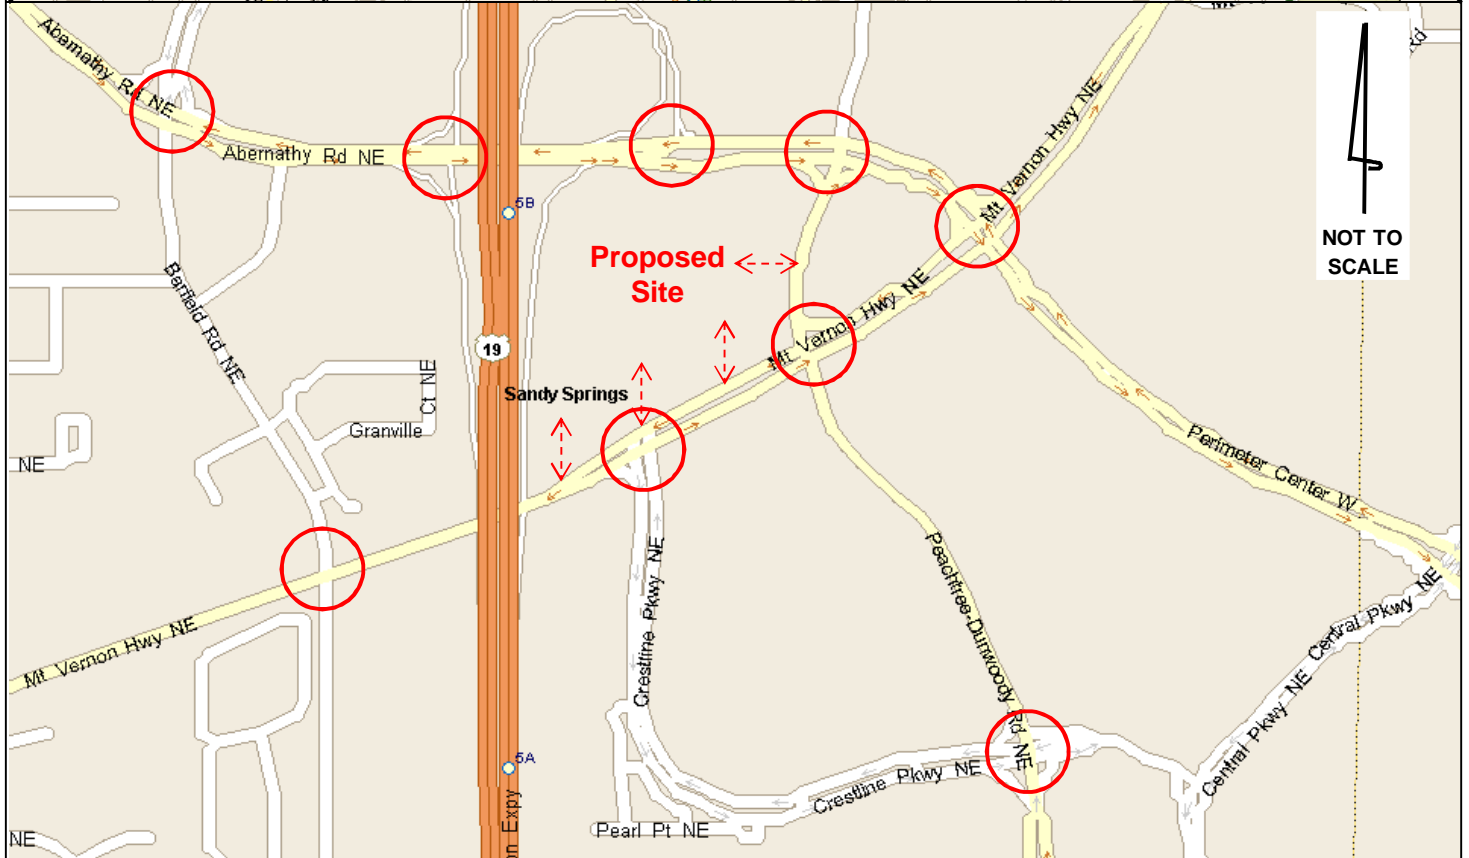 Rd
Abernathy Rd NE
Mt Vernon Hwy NE
Abernathy Rd NE
5B
NOT TO
SCALE
Proposed
Site
Barfield Rd NE
Mt Vernon Hwy NE
19
Ct NE
Sandy Springs
Granville
NE
Perimeter Center W
Crestline Pkwy NE
Peachtree-Dunwoody Rd NE
Central Pkwy NE
Mt Vernon Hwy NE
Central Pkwy NE
5A
Crestline Pkwy NE
Expy
Pearl Pt NE
NE